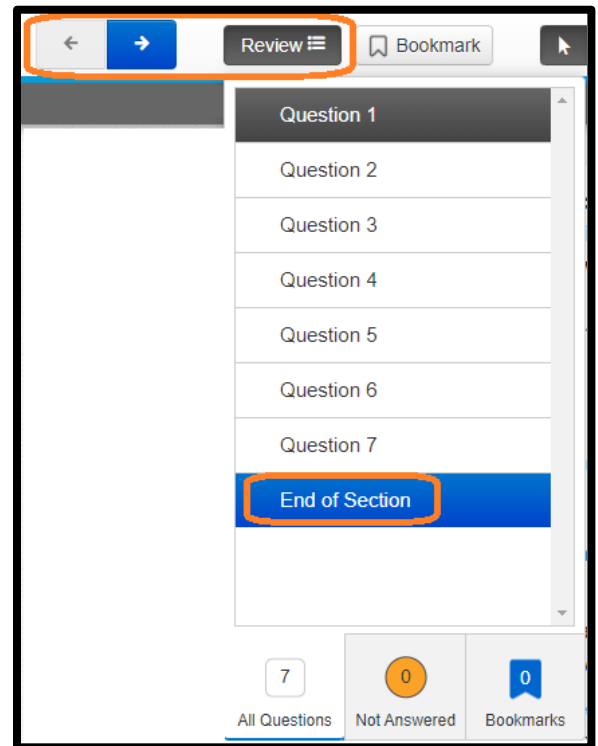 Review
Bookmark
Question 1
Question 2
Question 3
Question 4
Question 5
Question 6
Question 7
End of Section
7
0
0
All Questions
Not Answered
Bookmarks